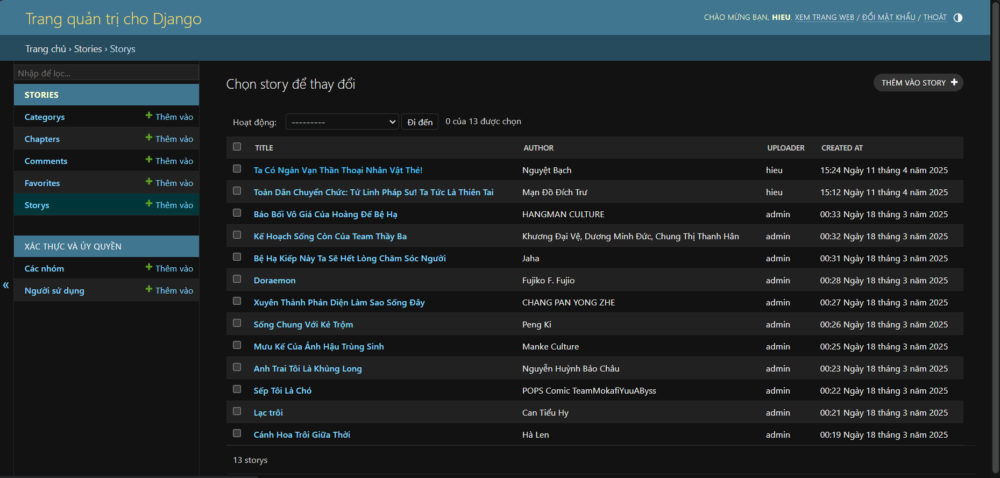 Trang quản trị cho Django
CHÀO MỪNG BẠN, HIEU. XEM TRANG WEB / ĐỔI MẬT KHẨU / THOÁT
Trang chủ › Stories › Storys
Nhập để lọc...
STORIES
Categorys Thêm vào
Chapters Thêm vào
Comments Thêm vào
Favorites Thêm vào
Storys Thêm vào
XÁC THỰC VÀ ỦY QUYỀN
Các nhóm Thêm vào
Người sử dụng Thêm vào
«
Chọn story để thay đổi
THÊM VÀO STORY
Hoạt động: --------- Đi đến 0 của 13 được chọn
TITLE AUTHOR UPLOADER CREATED AT
Ta Có Ngàn Vạn Thần Thoại Nhân Vật Thẻ! Nguyệt Bạch hieu 15:24 Ngày 11 tháng 4 năm 2025
Toàn Dân Chuyển Chức: Tử Linh Pháp Sư! Ta Tức Là Thiên Tai Mạn Đồ Đích Trư hieu 15:12 Ngày 11 tháng 4 năm 2025
Bảo Bối Vô Giá Của Hoàng Đế Bệ Hạ HANGMAN CULTURE admin 00:33 Ngày 18 tháng 3 năm 2025
Kế Hoạch Sống Còn Của Team Thầy Ba Khương Đại Vệ, Dương Minh Đức, Chung Thị Thanh Hân admin 00:32 Ngày 18 tháng 3 năm 2025
Bệ Hạ Kiếp Này Ta Sẽ Hết Lòng Chăm Sóc Người Jaha admin 00:31 Ngày 18 tháng 3 năm 2025
Doraemon Fujiko F. Fujio admin 00:28 Ngày 18 tháng 3 năm 2025
Xuyên Thành Phản Diện Làm Sao Sống Đây CHANG PAN YONG ZHE admin 00:27 Ngày 18 tháng 3 năm 2025
Sống Chung Với Kẻ Trộm Peng Ki admin 00:26 Ngày 18 tháng 3 năm 2025
Mưu Kế Của Ảnh Hậu Trùng Sinh Manke Culture admin 00:25 Ngày 18 tháng 3 năm 2025
Anh Trai Tôi Là Khủng Long Nguyễn Huỳnh Bảo Châu admin 00:23 Ngày 18 tháng 3 năm 2025
Sếp Tôi Là Chó POPS Comic TeamMokafiYuuAByss admin 00:22 Ngày 18 tháng 3 năm 2025
Lạc trôi Can Tiểu Hy admin 00:21 Ngày 18 tháng 3 năm 2025
Cánh Hoa Trôi Giữa Thời Hà Len admin 00:19 Ngày 18 tháng 3 năm 2025
13 storys